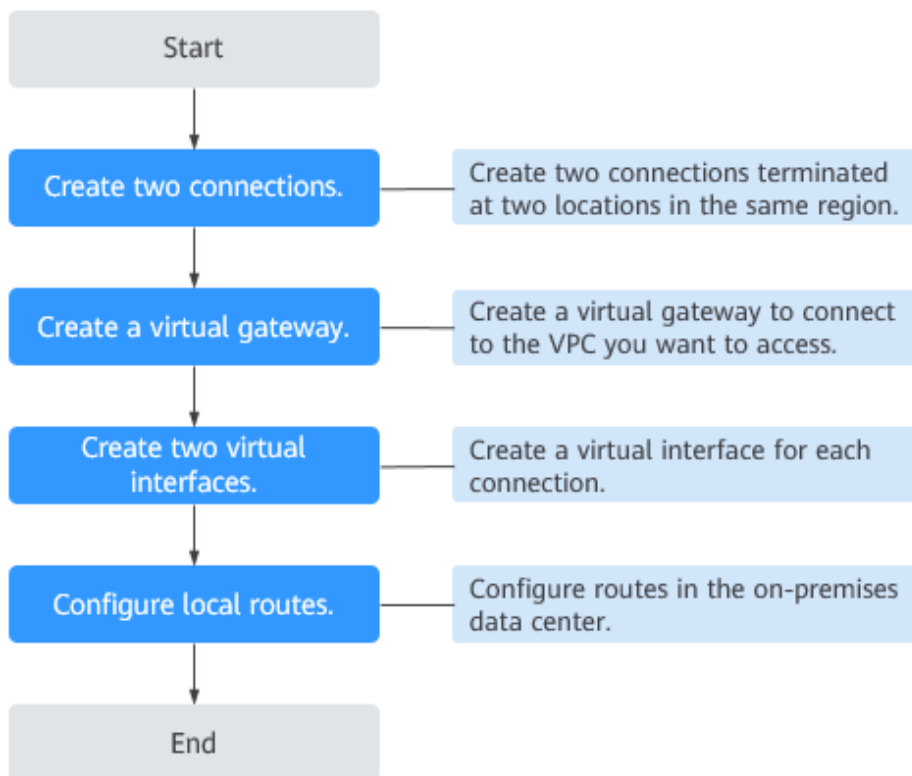 Start
Create two connections.
Create two connections terminated
at two locations in the same region.
Create a virtual gateway.
Create a virtual gateway to connect
to the VPC you want to access.
Create two virtual
interfaces.
Create a virtual interface for each
connection.
Configure local routes.
Configure routes in the on-premises
data center.
End